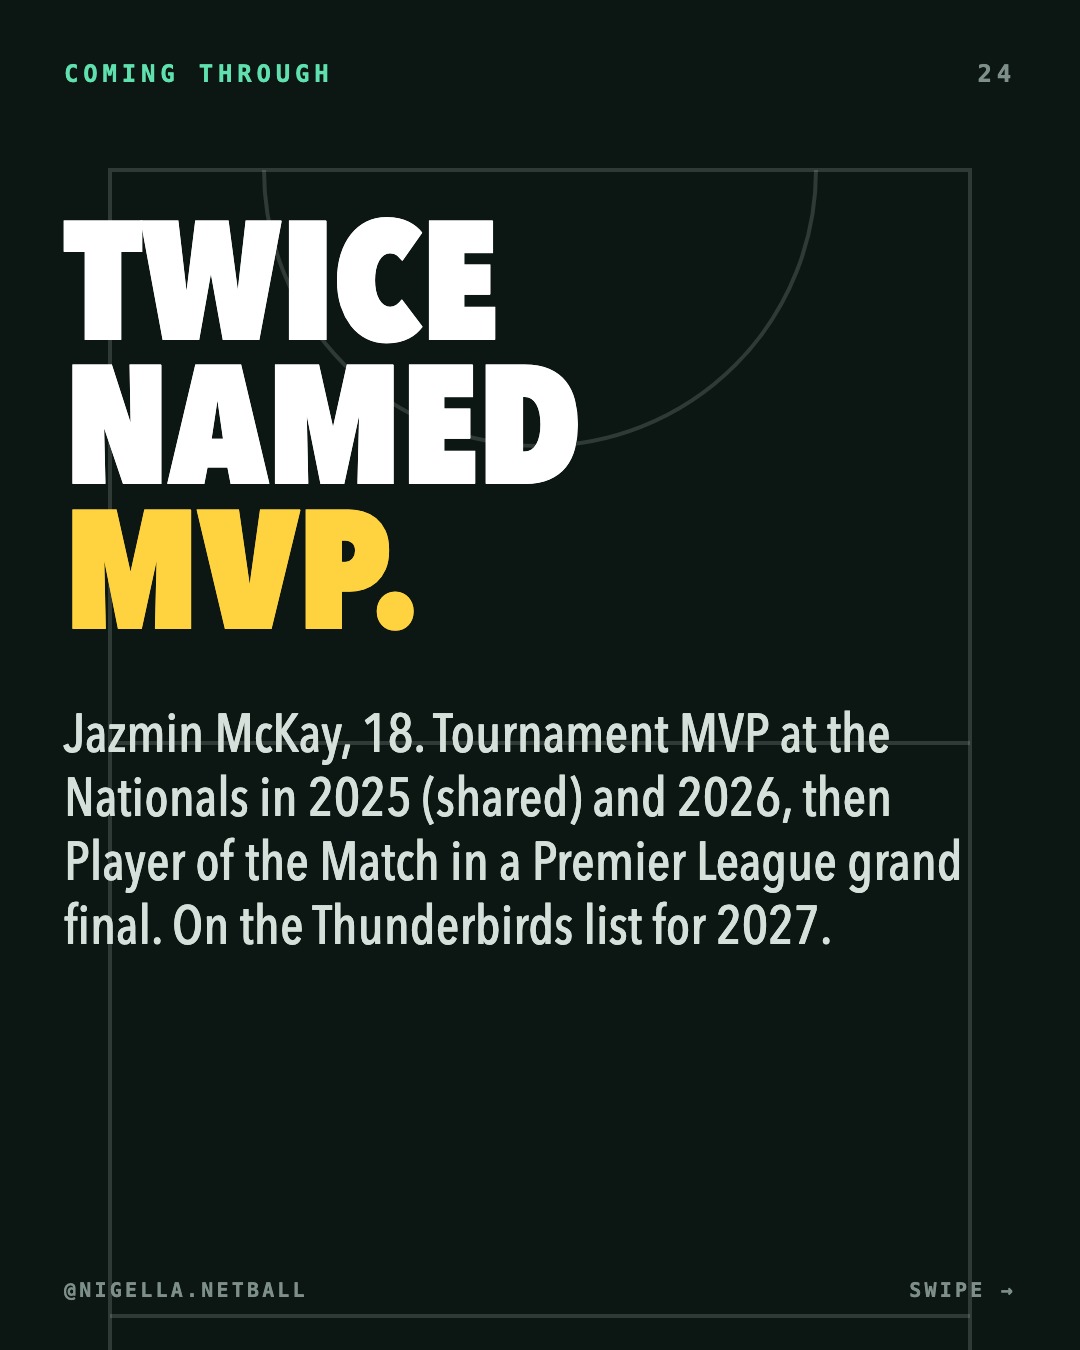 COMING THROUGH
24
TWICE
NAMED
MVP.
Jazmin McKay, 18. Tournament MVP at the
Nationals in 2025 (shared) and 2026, then
Player of the Match in a Premier League grand
final. On the Thunderbirds list for 2027.
@NIGELLA.NETBALL
SWIPE →